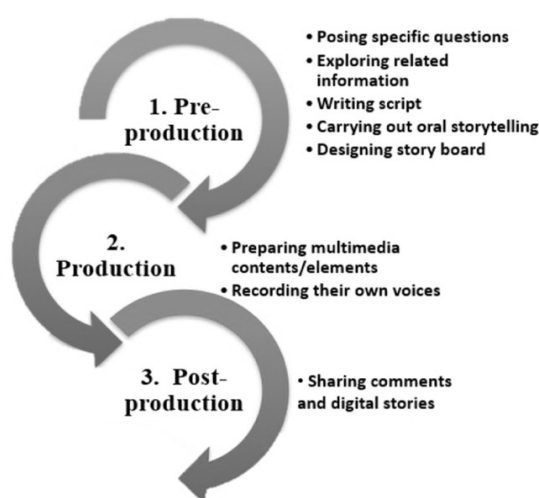 1. Pre-
production
• Posing specific questions
• Exploring related
information
• Writing script
• Carrying out oral storytelling
• Designing story board
2.
Production
• Preparing multimedia
contents/elements
• Recording their own voices
3. Post-
production
• Sharing comments
and digital stories